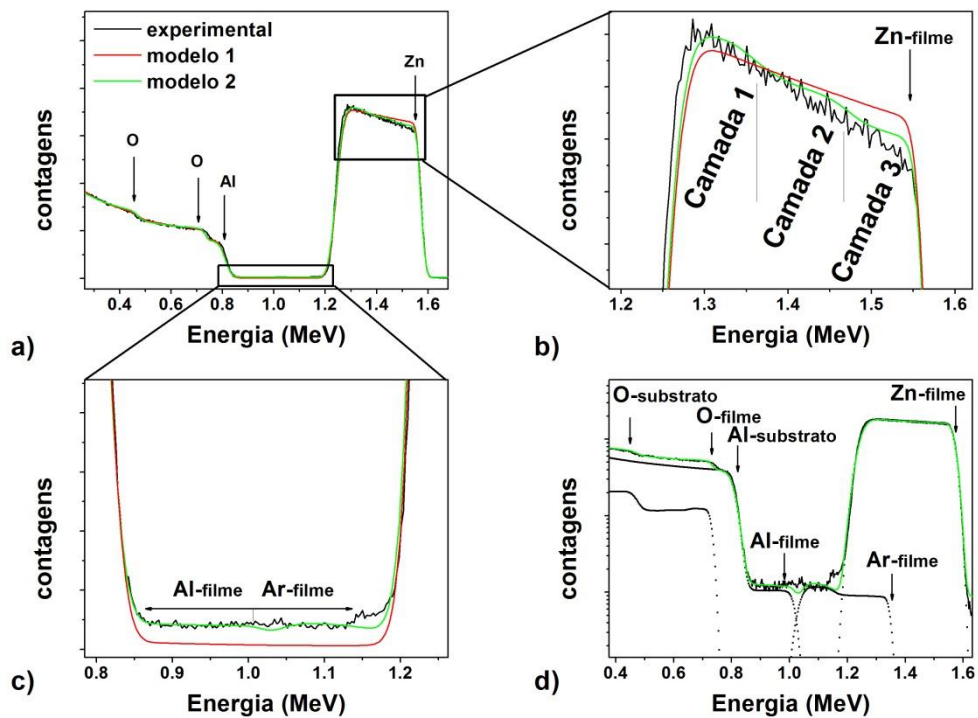 experimental
modelo 1
modelo 2
O
O
Al
Zn
contagens
0.4 0.6 0.8 1.0 1.2 1.4 1.6
Energia (MeV)
a)
Zn-filme
Camada 1
Camada 2
Camada 3
contagens
1.2 1.3 1.4 1.5 1.6
Energia (MeV)
b)
Al-filme Ar-filme
contagens
0.8 0.9 1.0 1.1 1.2
Energia (MeV)
c)
O-substrato
O-filme
Al-substrato
Zn-filme
Al-filme
Ar-filme
contagens
0.4 0.6 0.8 1.0 1.2 1.4 1.6
Energia (MeV)
d)